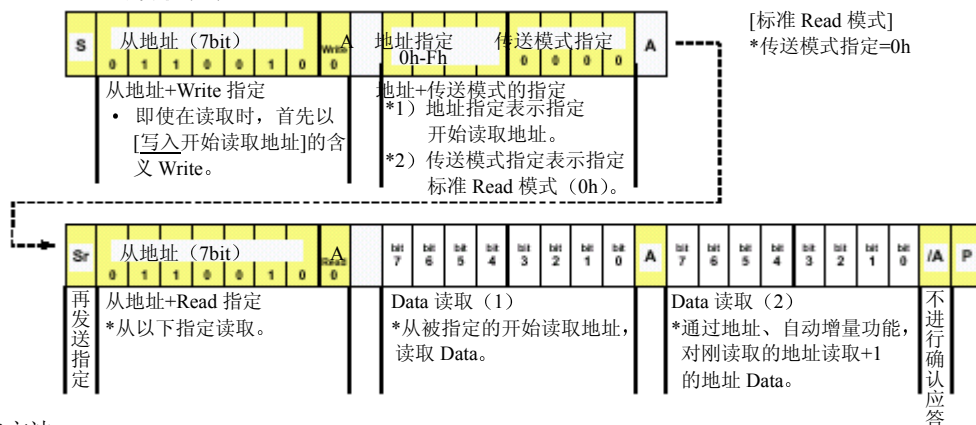 [标准 Read 模式]
*传送模式指定=0h
S 从地址（7bit） Write A 地址指定 传送模式指定 A
0 1 1 0 0 1 0 0 0h-Fh 0 0 0 0
从地址+Write 指定
• 即使在读取时，首先以
[写入开始读取地址]的含
义 Write。
地址+传送模式的指定
*1）地址指定表示指定
开始读取地址。
*2）传送模式指定表示指定
标准 Read 模式（0h）。
Sr 从地址（7bit） Read A bit 7 bit 6 bit 5 bit 4 bit 3 bit 2 bit 1 bit 0 A bit 7 bit 6 bit 5 bit 4 bit 3 bit 2 bit 1 bit 0 /A P
0 1 1 0 0 1 0 0
再发送指定
从地址+Read 指定
*从以下指定读取。
Data 读取（1）
*从被指定的开始读取地址，
读取 Data。
Data 读取（2）
*通过地址、自动增量功能，
对刚读取的地址读取+1
的地址 Data。
不进行确认应答